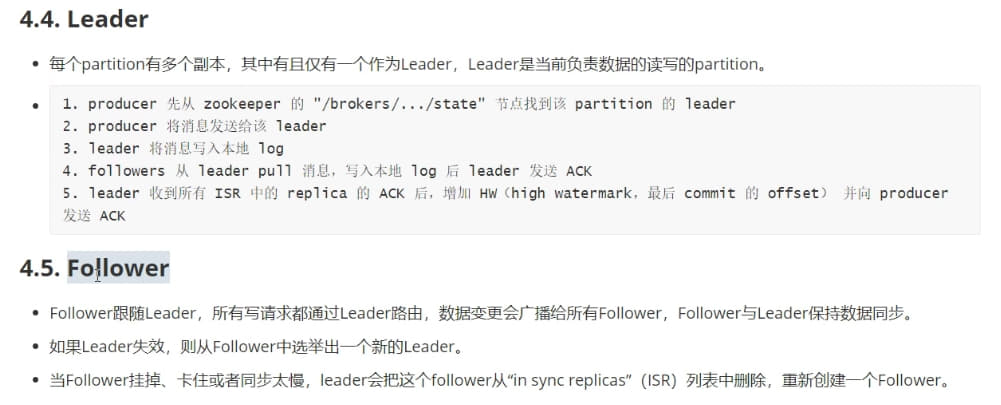 4.4. Leader
每个partition有多个副本，其中有且仅有一个作为Leader，Leader是当前负责数据的读写的partition。
1. producer 先从 zookeeper 的 "/brokers/.../state" 节点找到该 partition 的 leader
2. producer 将消息发送给该 leader
3. leader 将消息写入本地 log
4. followers 从 leader pull 消息，写入本地 log 后 leader 发送 ACK
5. leader 收到所有 ISR 中的 replica 的 ACK 后，增加 HW（high watermark，最后 commit 的 offset） 并向 producer
发送 ACK
4.5. Follower
Follower跟随Leader，所有写请求都通过Leader路由，数据变更会广播给所有Follower，Follower与Leader保持数据同步。
如果Leader失效，则从Follower中选举出一个新的Leader。
当Follower挂掉、卡住或者同步太慢，leader会把这个follower从“in sync replicas”（ISR）列表中删除，重新创建一个Follower。